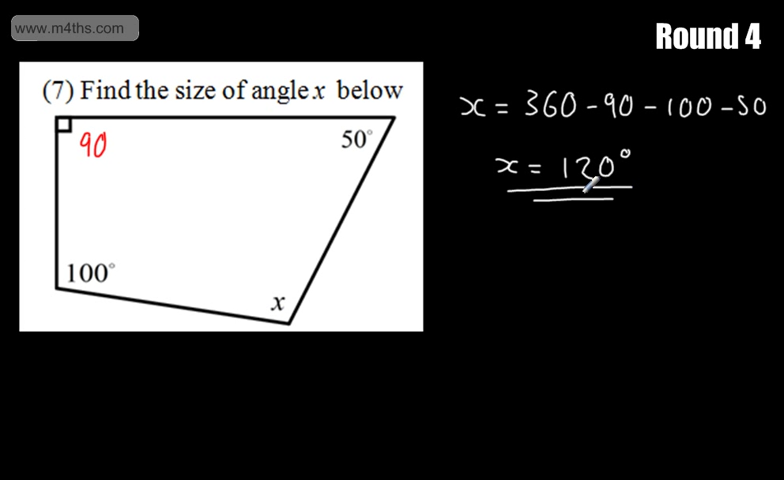 www.m4ths.com
Round 4
(7) Find the size of angle x below
90
50°
100°
x
x = 360 - 90 - 100 - 50
x = 120°